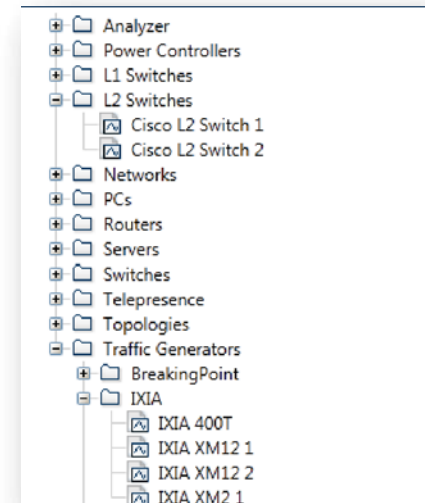 Analyzer
Power Controllers
L1 Switches
L2 Switches
Cisco L2 Switch 1
Cisco L2 Switch 2
Networks
PCs
Routers
Servers
Switches
Telepresence
Topologies
Traffic Generators
BreakingPoint
IXIA
IXIA 400T
IXIA XM12 1
IXIA XM12 2
IXIA XM2 1